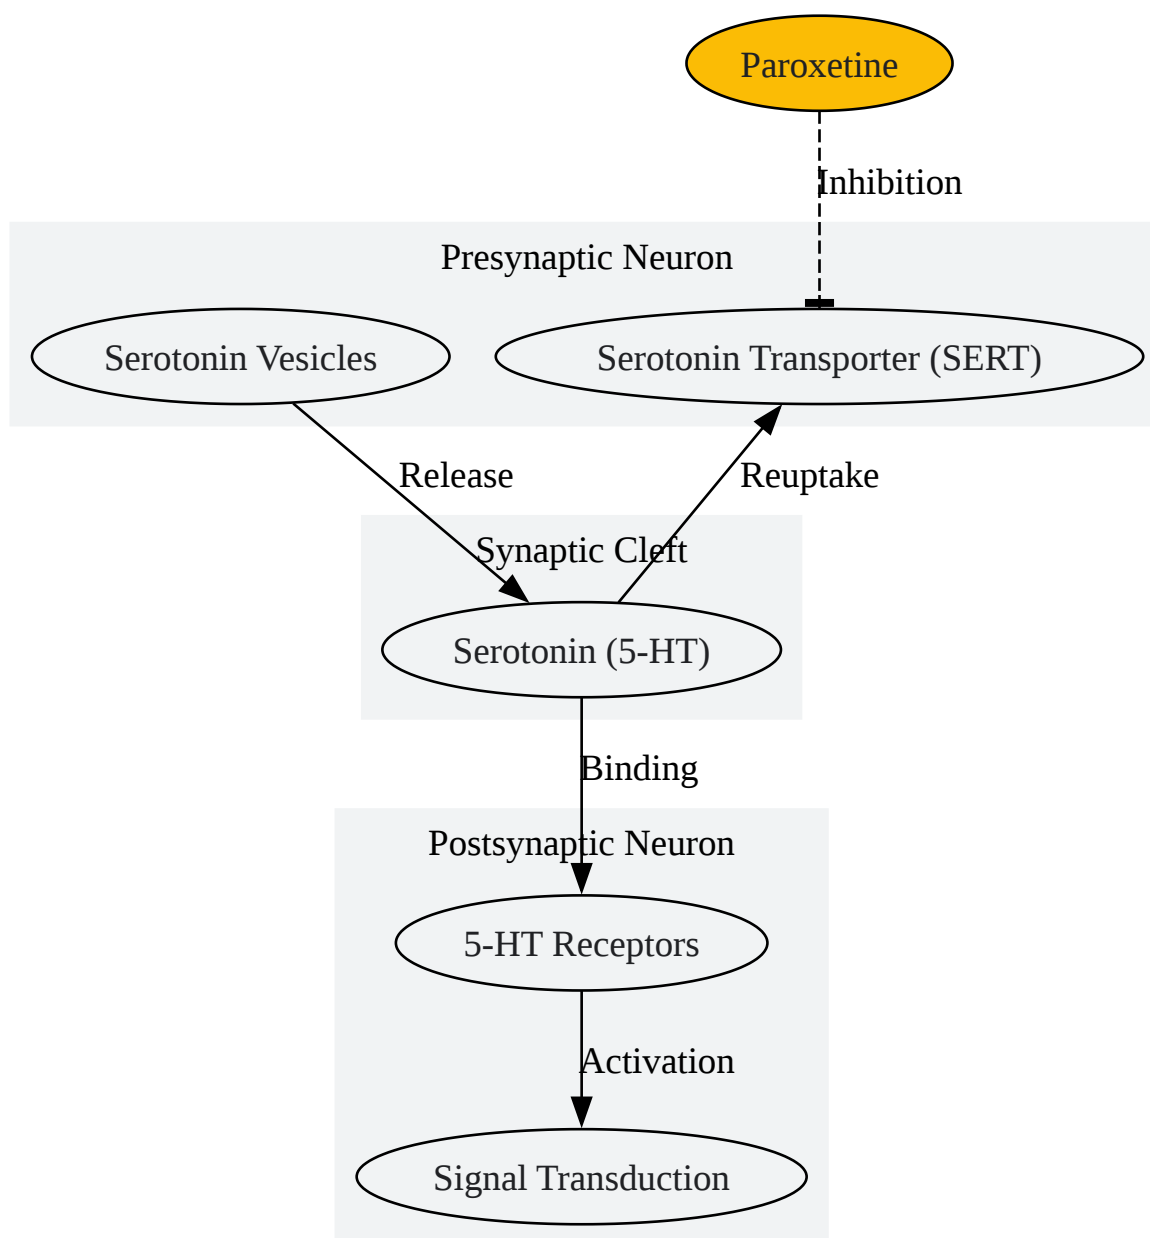 Paroxetine
Inhibition
Presynaptic Neuron
Serotonin Vesicles
Serotonin Transporter (SERT)
Release
Reuptake
Synaptic Cleft
Serotonin (5-HT)
Binding
Postsynaptic Neuron
5-HT Receptors
Activation
Signal Transduction